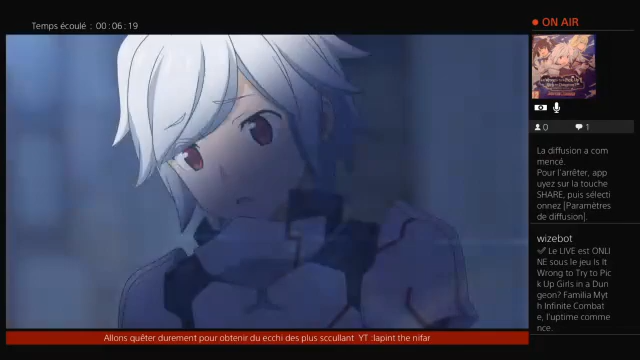 Temps écoulé : 00:06:19
ON AIR
0
1
La diffusion a com
mencé.
Pour l'arrêter, app
uyez sur la touche
SHARE, puis sélecti
onnez [Paramètres
de diffusion].
wizebot
Le LIVE est ONLI
NE sous le jeu Is It
Wrong to Try to Pic
k Up Girls in a Dun
geon? Familia Myt
h Infinite Combat
e, l'uptime comme
nce.
Allons quêter durement pour obtenir du ecchi des plus sccullant YT :lapint the nifar